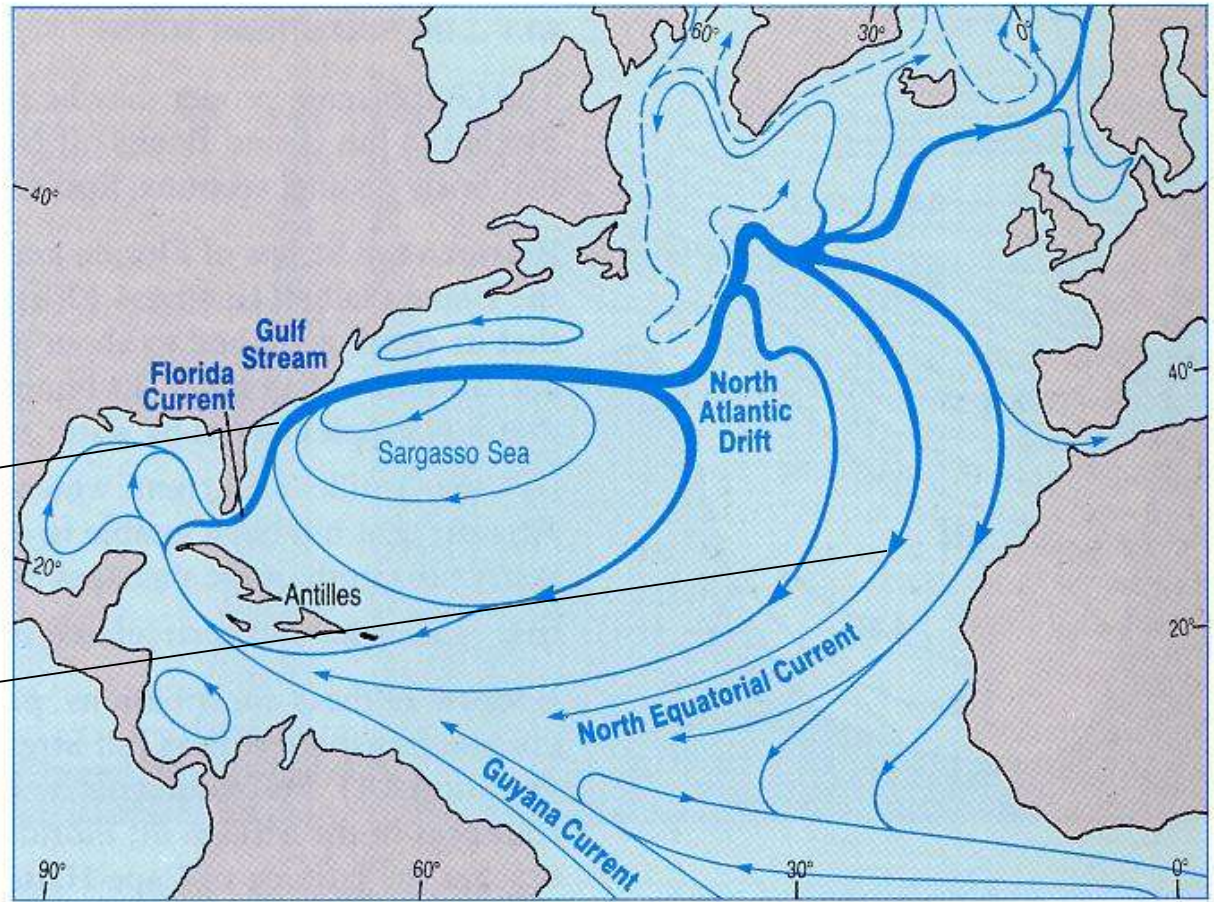 60°
30°
0°
40°
Gulf
Stream
Florida
Current
North
Atlantic
Drift
40°
Sargasso Sea
20°
Antilles
20°
North Equatorial Current
Guyana Current
90°
60°
30°
0°